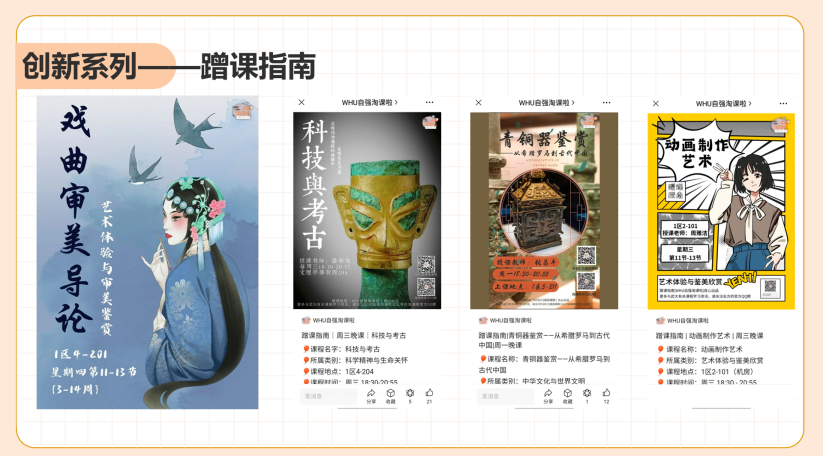 创新系列——蹭课指南
戏曲审美导论
艺术体验与审美鉴赏
1区4-201
星期四第11-13节
(3-14周)
WHU自强淘课啦
科技與考古
WHU自强淘课啦
蹭课指南｜周三晚课｜科技与考古
课程名字：科技与考古
所属类别：科学精神与生命关怀
课程地点：1区4-204
课程时间：周三 18:30-20:55
发消息
分享
收藏
5
21
WHU自强淘课啦
青铜器鉴赏
——从希腊罗马到古代中国
周一18:30-20:55
上课地点：1区5-201
WHU自强淘课啦
蹭课指南|青铜器鉴赏——从希腊罗马到古代
中国|周一晚课
课程名称：青铜器鉴赏——从希腊罗马到
古代中国
所属类别：中华文化与世界文明
发消息
分享
收藏
1
12
WHU自强淘课啦
动画制作
艺术
1区2-101
授课老师：周雅洁
星期三
第11节-13节
艺术体验与鉴美欣赏
WHU自强淘课啦
蹭课指南 | 动画制作艺术 | 周三晚课
课程名称：动画制作艺术
所属类别：艺术体验与鉴美欣赏
课程地点：1区2-101（机房）
课程时间：周三 18:30 - 20:55